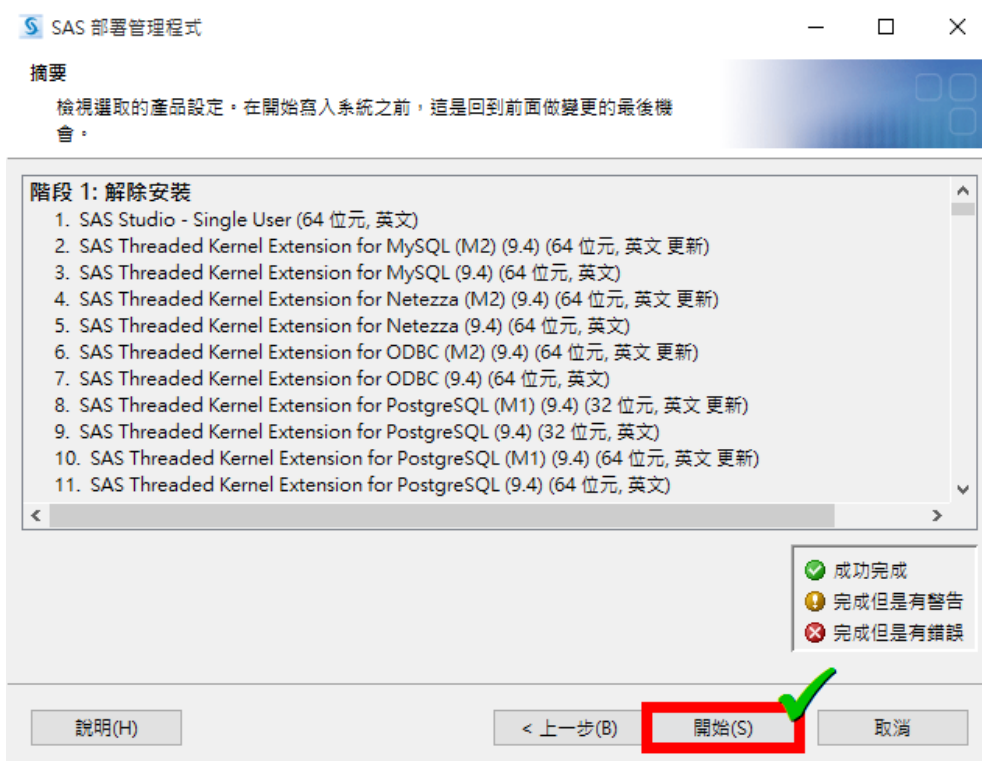 SAS 部署管理程式
摘要
檢視選取的產品設定。在開始寫入系統之前，這是回到前面做變更的最後機
會。
階段 1: 解除安裝
1. SAS Studio - Single User (64 位元, 英文)
2. SAS Threaded Kernel Extension for MySQL (M2) (9.4) (64 位元, 英文 更新)
3. SAS Threaded Kernel Extension for MySQL (9.4) (64 位元, 英文)
4. SAS Threaded Kernel Extension for Netezza (M2) (9.4) (64 位元, 英文 更新)
5. SAS Threaded Kernel Extension for Netezza (9.4) (64 位元, 英文)
6. SAS Threaded Kernel Extension for ODBC (M2) (9.4) (64 位元, 英文 更新)
7. SAS Threaded Kernel Extension for ODBC (9.4) (64 位元, 英文)
8. SAS Threaded Kernel Extension for PostgreSQL (M1) (9.4) (32 位元, 英文 更新)
9. SAS Threaded Kernel Extension for PostgreSQL (9.4) (32 位元, 英文)
10. SAS Threaded Kernel Extension for PostgreSQL (M1) (9.4) (64 位元, 英文 更新)
11. SAS Threaded Kernel Extension for PostgreSQL (9.4) (64 位元, 英文)
成功完成
完成但是有警告
完成但是有錯誤
說明(H)
< 上一步(B)
開始(S)
取消